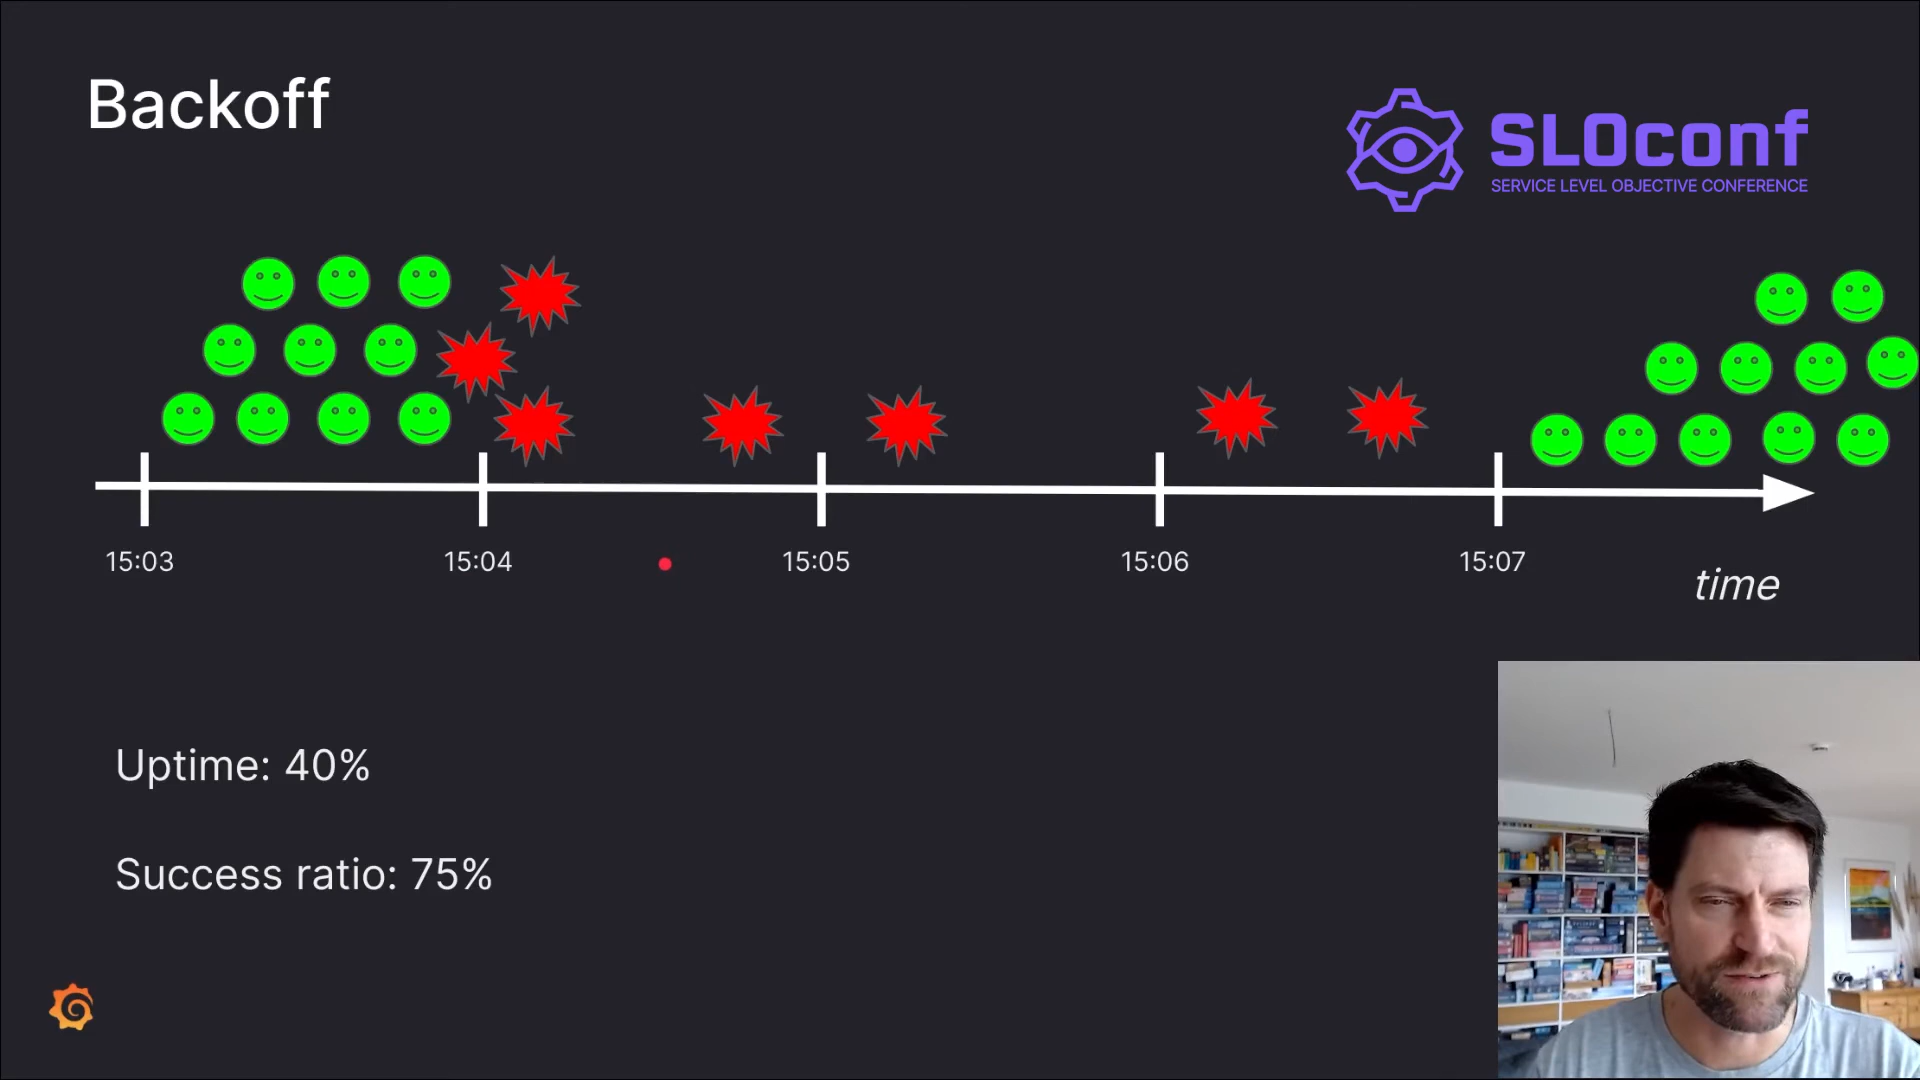 Backoff
SLOconf
SERVICE LEVEL OBJECTIVE CONFERENCE
15:03
15:04
15:05
15:06
15:07
time
Uptime: 40%
Success ratio: 75%